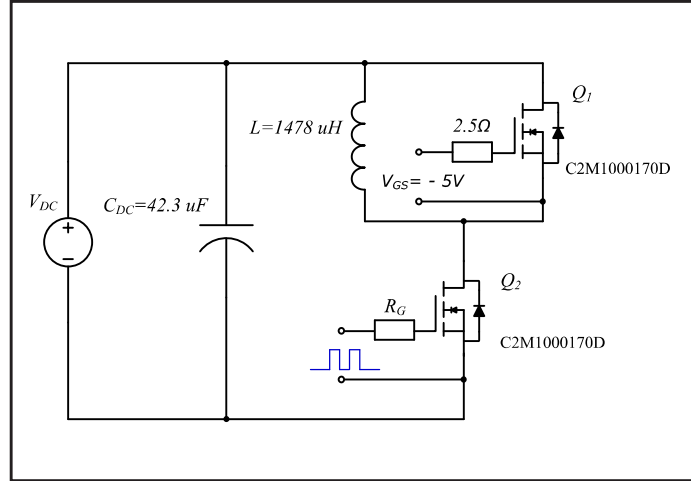 Q1
L=1478 uH
2.5Ω
C2M1000170D
VGS= - 5V
VDC
CDC=42.3 uF
+
−
Q2
RG
C2M1000170D